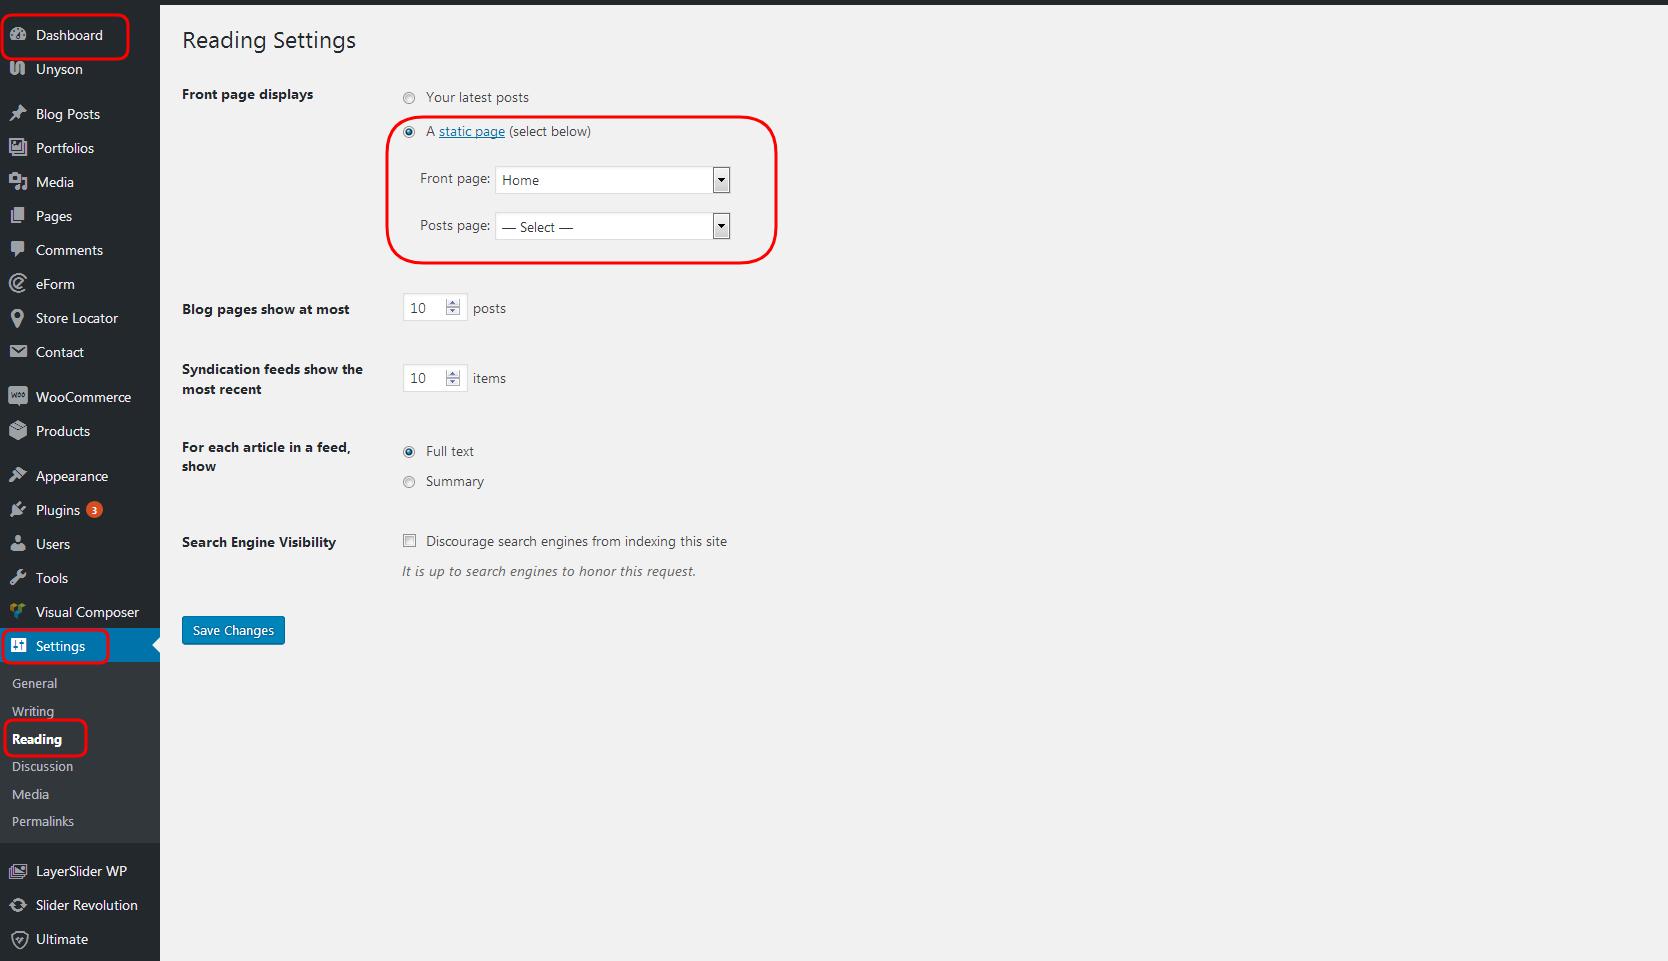 Dashboard
Unyson
Blog Posts
Portfolios
Media
Pages
Comments
eForm
Store Locator
Contact
WOO WooCommerce
Products
Appearance
Plugins 3
Users
Tools
Visual Composer
Settings
General
Writing
Reading
Discussion
Media
Permalinks
LayerSlider WP
Slider Revolution
Ultimate
Reading Settings
Front page displays
Your latest posts
A static page (select below)
Front page: Home
Posts page: — Select —
Blog pages show at most
10 posts
Syndication feeds show the
most recent
10 items
For each article in a feed,
show
Full text
Summary
Search Engine Visibility
Discourage search engines from indexing this site
It is up to search engines to honor this request.
Save Changes